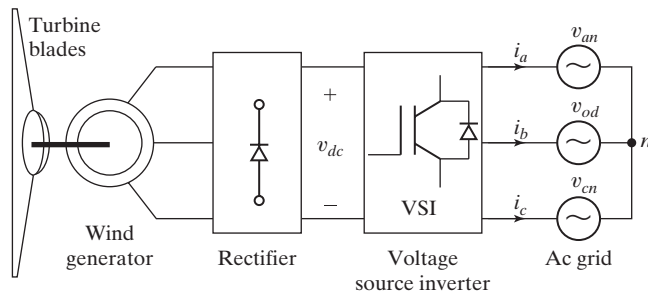 Turbine
blades
Wind
generator
Rectifier
+
v_dc
−
VSI
Voltage
source inverter
i_a
i_b
i_c
v_an
v_od
v_cn
n
Ac grid